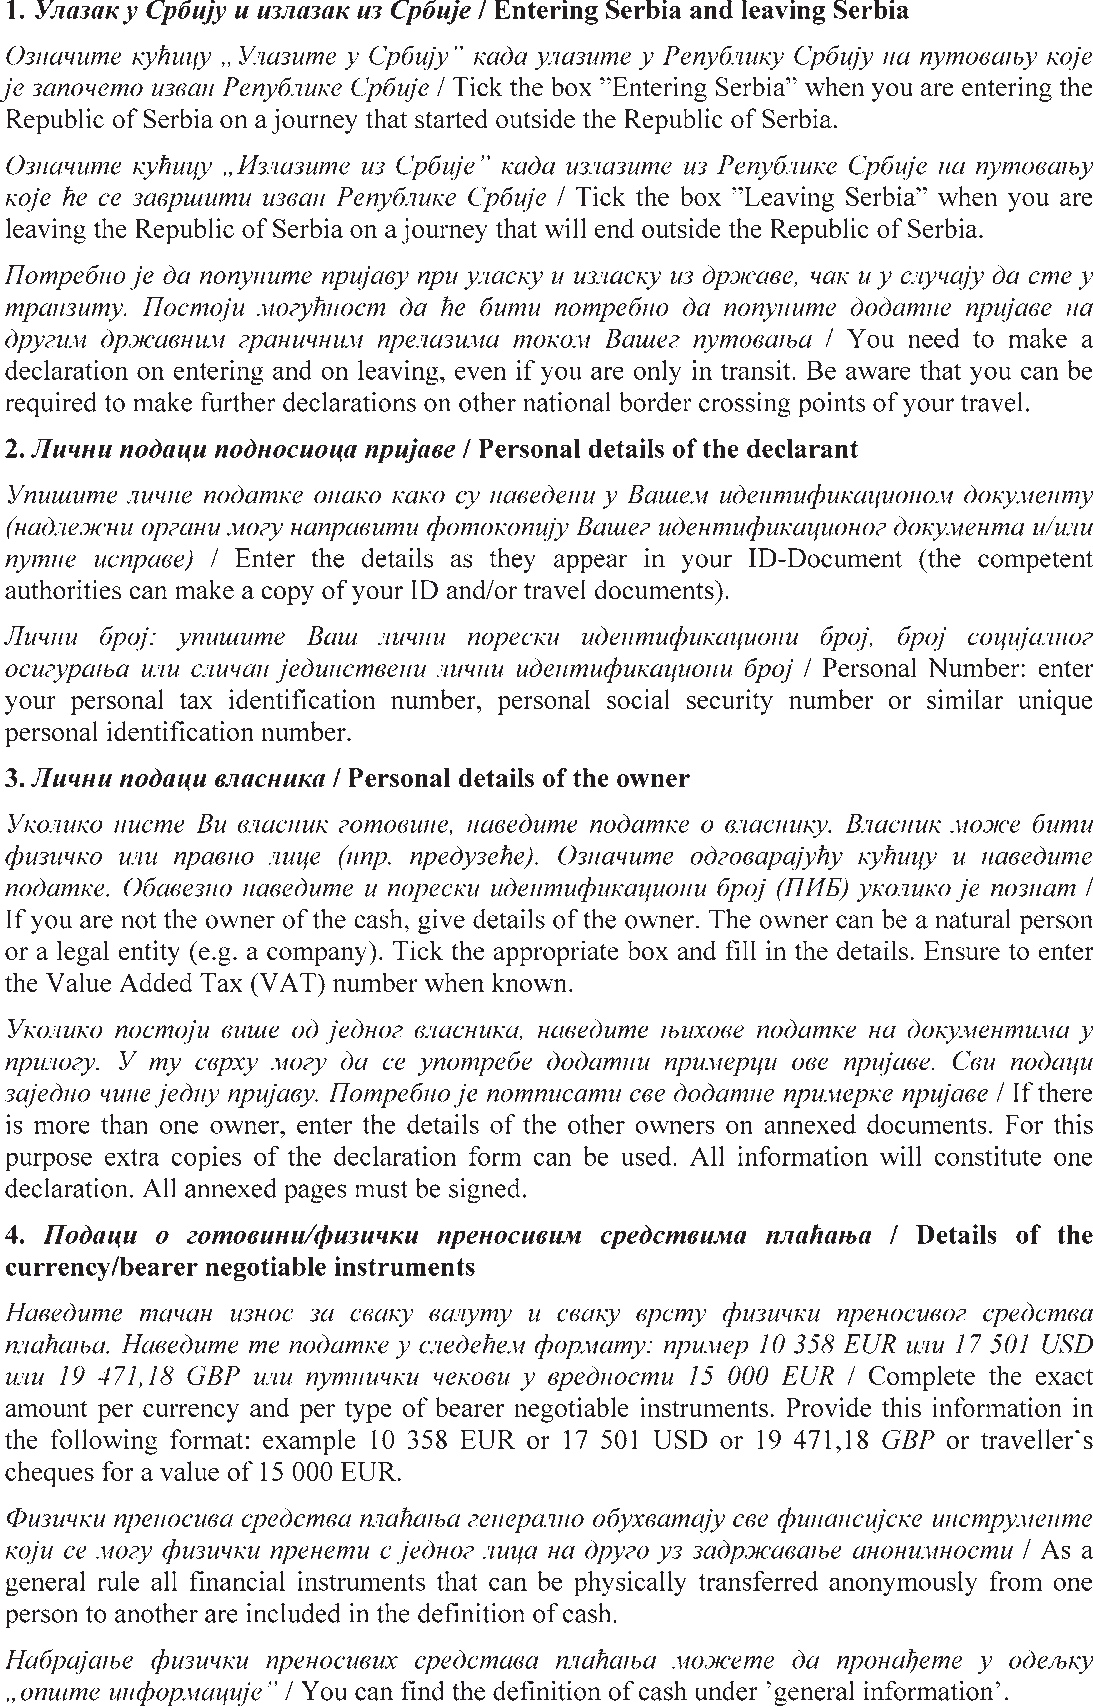 1. Улазак у Србију и излазак из Србије / Entering Serbia and leaving Serbia
Означите кућицу „Улазите у Србију” када улазите у Републику Србију на путовању које
је започето изван Републике Србије / Tick the box ”Entering Serbia” when you are entering the
Republic of Serbia on a journey that started outside the Republic of Serbia.
Означите кућицу „Излазите из Србије” када излазите из Републике Србије на путовању
које ће се завршити изван Републике Србије / Tick the box ”Leaving Serbia” when you are
leaving the Republic of Serbia on a journey that will end outside the Republic of Serbia.
Потребно је да попуните пријаву при уласку и изласку из државе, чак и у случају да сте у
транзиту. Постоји могућност да ће бити потребно да попуните додатне пријаве на
другим државним граничним прелазима током Вашег путовања / You need to make a
declaration on entering and on leaving, even if you are only in transit. Be aware that you can be
required to make further declarations on other national border crossing points of your travel.
2. Лични подаци подносиоца пријаве / Personal details of the declarant
Упишите личне податке онако како су наведени у Вашем идентификационом документу
(надлежни органи могу направити фотокопију Вашег идентификационог документа и/или
путне исправе) / Enter the details as they appear in your ID-Document (the competent
authorities can make a copy of your ID and/or travel documents).
Лични број: упишите Ваш лични порески идентификациони број, број социјалног
осигурања или сличан јединствени лични идентификациони број / Personal Number: enter
your personal tax identification number, personal social security number or similar unique
personal identification number.
3. Лични подаци власника / Personal details of the owner
Уколико нисте Ви власник готовине, наведите податке о власнику. Власник може бити
физичко или правно лице (нпр. предузеће). Означите одговарајућу кућицу и наведите
податке. Обавезно наведите и порески идентификациони број (ПИБ) уколико је познат /
If you are not the owner of the cash, give details of the owner. The owner can be a natural person
or a legal entity (e.g. a company). Tick the appropriate box and fill in the details. Ensure to enter
the Value Added Tax (VAT) number when known.
Уколико постоји више од једног власника, наведите њихове податке на документима у
прилогу. У ту сврху могу да се употребе додатни примерци ове пријаве. Сви подаци
заједно чине једну пријаву. Потребно је потписати све додатне примерке пријаве / If there
is more than one owner, enter the details of the other owners on annexed documents. For this
purpose extra copies of the declaration form can be used. All information will constitute one
declaration. All annexed pages must be signed.
4. Подаци о готовини/физички преносивим средствима плаћања / Details of the
currency/bearer negotiable instruments
Наведите тачан износ за сваку валуту и сваку врсту физички преносивог средства
плаћања. Наведите те податке у следећем формату: пример 10 358 EUR или 17 501 USD
или 19 471,18 GBP или путнички чекови у вредности 15 000 EUR / Complete the exact
amount per currency and per type of bearer negotiable instruments. Provide this information in
the following format: example 10 358 EUR or 17 501 USD or 19 471,18 GBP or traveller`s
cheques for a value of 15 000 EUR.
Физички преносива средства плаћања генерално обухватају све финансијске инструменте
који се могу физички пренети с једног лица на друго уз задржавање анонимности / As a
general rule all financial instruments that can be physically transferred anonymously from one
person to another are included in the definition of cash.
Набрајање физички преносивих средстава плаћања можете да пронађете у одељку
„опште информације” / You can find the definition of cash under ’general information’.